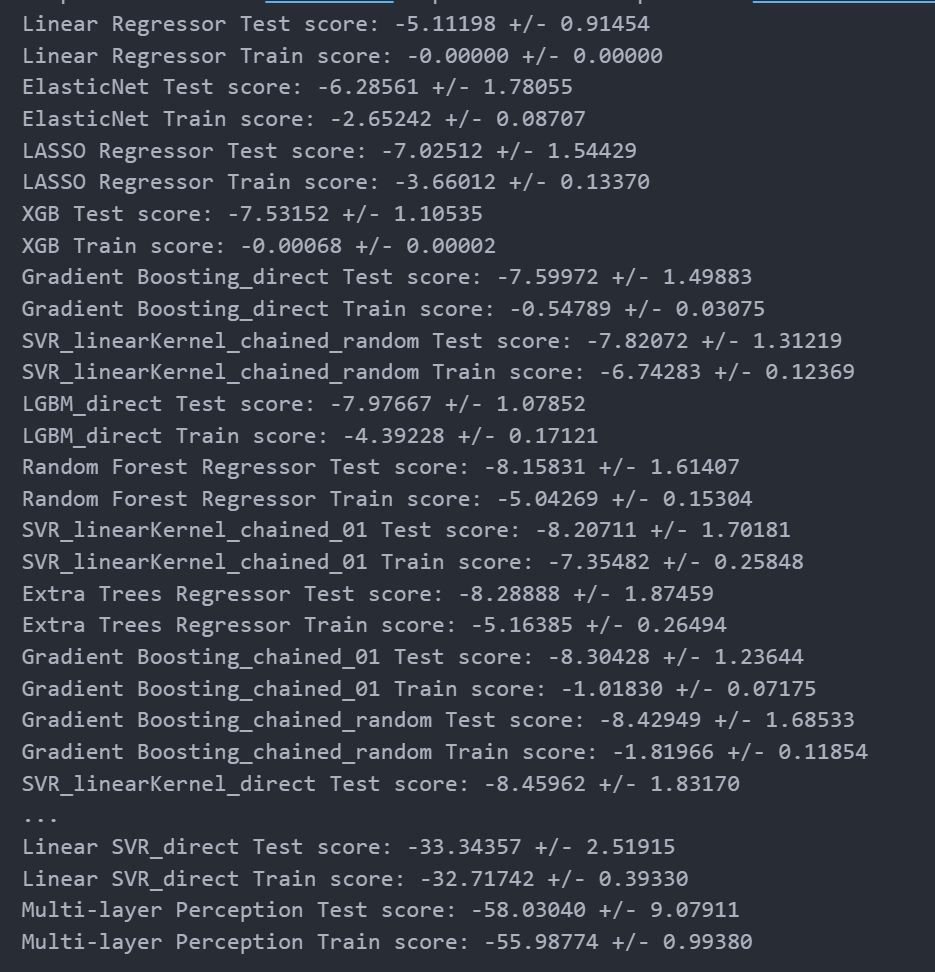 Linear Regressor Test score: -5.11198 +/- 0.91454
Linear Regressor Train score: -0.00000 +/- 0.00000
ElasticNet Test score: -6.28561 +/- 1.78055
ElasticNet Train score: -2.65242 +/- 0.08707
LASSO Regressor Test score: -7.02512 +/- 1.54429
LASSO Regressor Train score: -3.66012 +/- 0.13370
XGB Test score: -7.53152 +/- 1.10535
XGB Train score: -0.00068 +/- 0.00002
Gradient Boosting_direct Test score: -7.59972 +/- 1.49883
Gradient Boosting_direct Train score: -0.54789 +/- 0.03075
SVR_linearKernel_chained_random Test score: -7.82072 +/- 1.31219
SVR_linearKernel_chained_random Train score: -6.74283 +/- 0.12369
LGBM_direct Test score: -7.97667 +/- 1.07852
LGBM_direct Train score: -4.39228 +/- 0.17121
Random Forest Regressor Test score: -8.15831 +/- 1.61407
Random Forest Regressor Train score: -5.04269 +/- 0.15304
SVR_linearKernel_chained_01 Test score: -8.20711 +/- 1.70181
SVR_linearKernel_chained_01 Train score: -7.35482 +/- 0.25848
Extra Trees Regressor Test score: -8.28888 +/- 1.87459
Extra Trees Regressor Train score: -5.16385 +/- 0.26494
Gradient Boosting_chained_01 Test score: -8.30428 +/- 1.23644
Gradient Boosting_chained_01 Train score: -1.01830 +/- 0.07175
Gradient Boosting_chained_random Test score: -8.42949 +/- 1.68533
Gradient Boosting_chained_random Train score: -1.81966 +/- 0.11854
SVR_linearKernel_direct Test score: -8.45962 +/- 1.83170
...
Linear SVR_direct Test score: -33.34357 +/- 2.51915
Linear SVR_direct Train score: -32.71742 +/- 0.39330
Multi-layer Perception Test score: -58.03040 +/- 9.07911
Multi-layer Perception Train score: -55.98774 +/- 0.99380